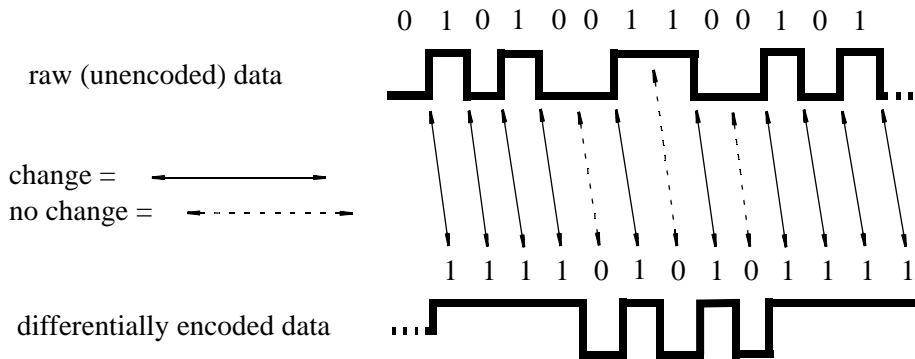 0 1 0 1 0 0 1 1 0 0 1 0 1
raw (unencoded) data
change =
no change =
1 1 1 1 0 1 0 1 0 1 1 1 1
differentially encoded data